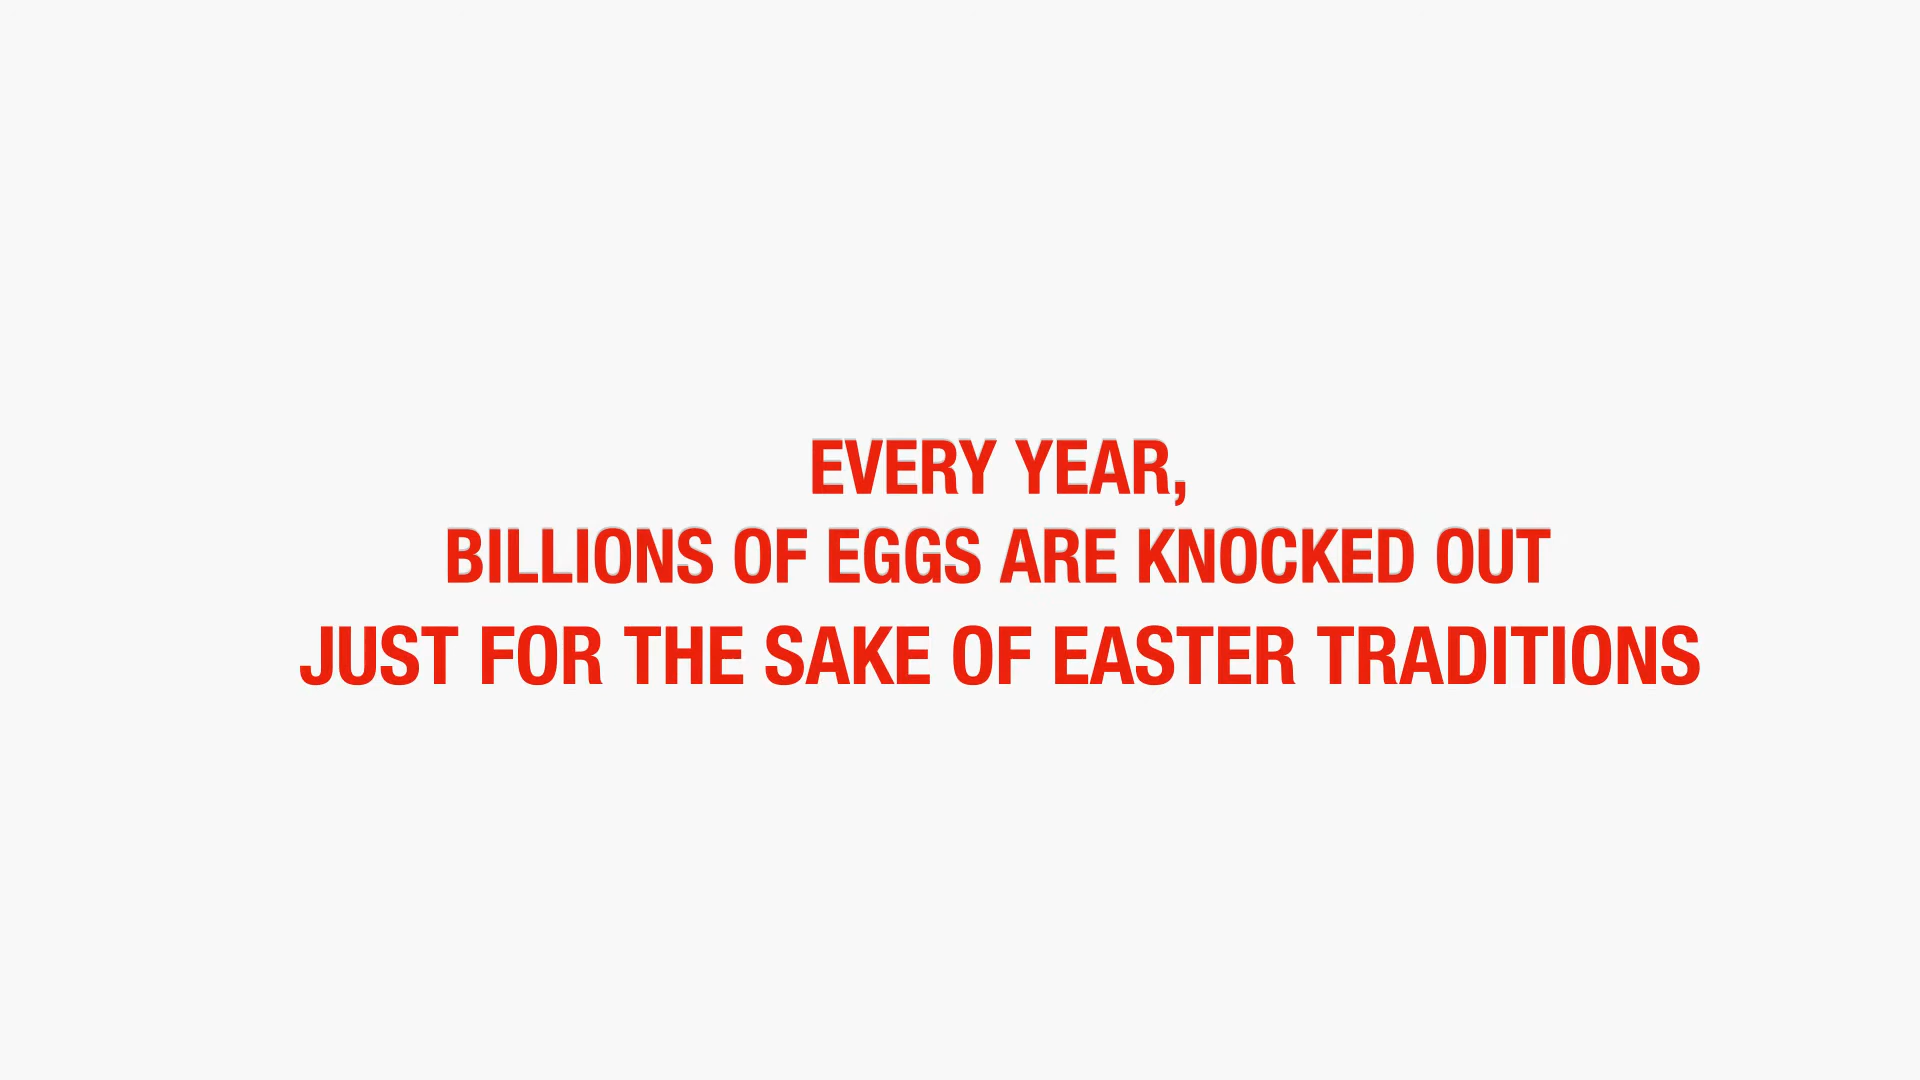 EVERY YEAR,
BILLIONS OF EGGS ARE KNOCKED OUT
JUST FOR THE SAKE OF EASTER TRADITIONS